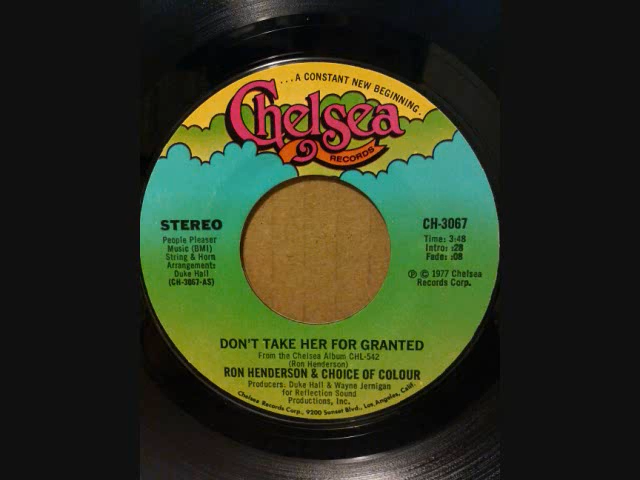 ...A CONSTANT NEW BEGINNING.
Chelsea
RECORDS
STEREO
People Pleaser
Music (BMI)
String & Horn
Arrangements:
Duke Hall
(CH-3067-AS)
CH-3067
Time: 3:48
Intro: :28
Fade: :08
℗ © 1977 Chelsea
Records Corp.
DON'T TAKE HER FOR GRANTED
From the Chelsea Album CHL-542
(Ron Henderson)
RON HENDERSON & CHOICE OF COLOUR
Producers: Duke Hall & Wayne Jernigan
for Reflection Sound
Productions, Inc.
Chelsea Records Corp., 9200 Sunset Blvd., Los Angeles, Calif.